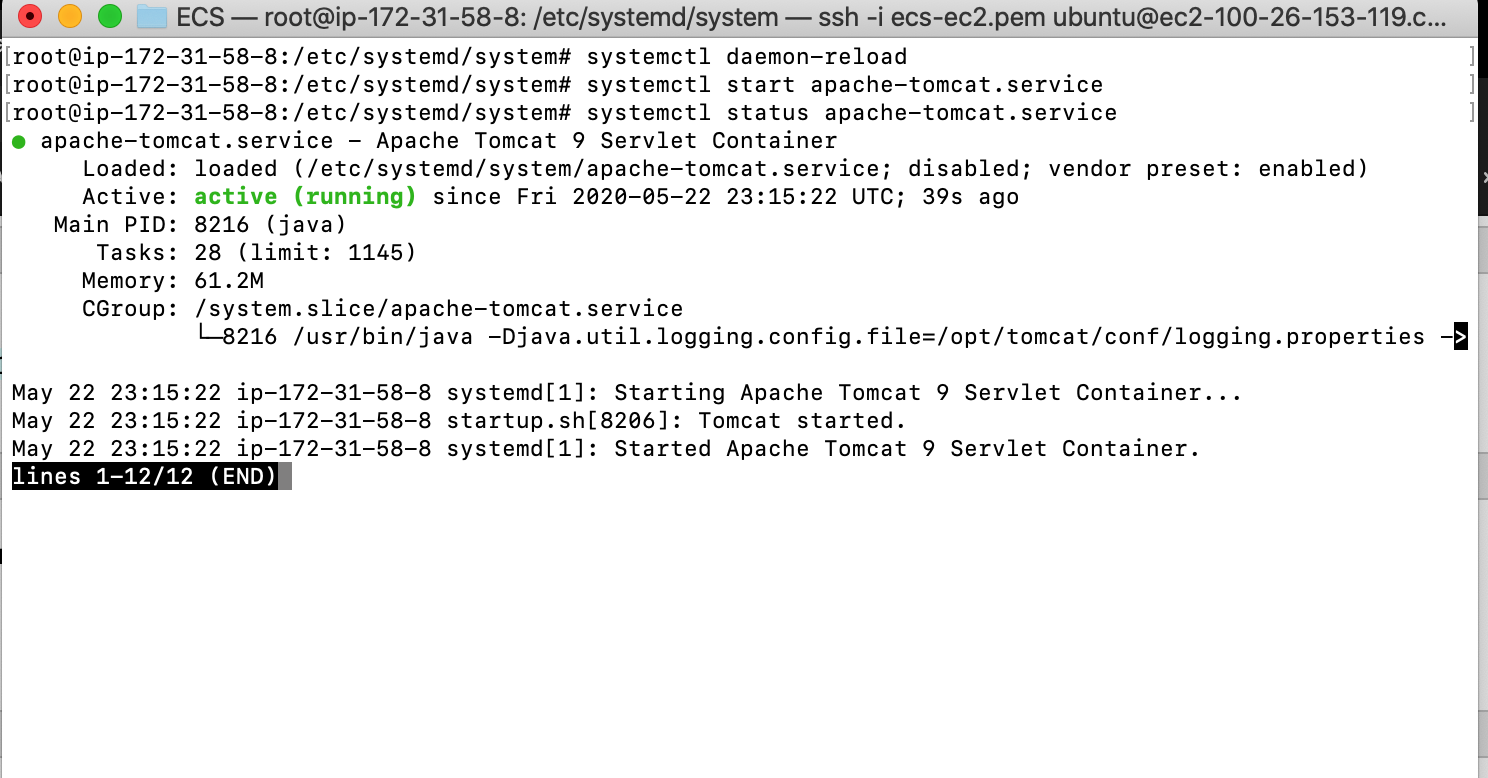 ECS — root@ip-172-31-58-8: /etc/systemd/system — ssh -i ecs-ec2.pem ubuntu@ec2-100-26-153-119.c...
[root@ip-172-31-58-8:/etc/systemd/system# systemctl daemon-reload ]
[root@ip-172-31-58-8:/etc/systemd/system# systemctl start apache-tomcat.service ]
[root@ip-172-31-58-8:/etc/systemd/system# systemctl status apache-tomcat.service ]
● apache-tomcat.service - Apache Tomcat 9 Servlet Container
Loaded: loaded (/etc/systemd/system/apache-tomcat.service; disabled; vendor preset: enabled)
Active: active (running) since Fri 2020-05-22 23:15:22 UTC; 39s ago
Main PID: 8216 (java)
Tasks: 28 (limit: 1145)
Memory: 61.2M
CGroup: /system.slice/apache-tomcat.service
└─8216 /usr/bin/java -Djava.util.logging.config.file=/opt/tomcat/conf/logging.properties ->
May 22 23:15:22 ip-172-31-58-8 systemd[1]: Starting Apache Tomcat 9 Servlet Container...
May 22 23:15:22 ip-172-31-58-8 startup.sh[8206]: Tomcat started.
May 22 23:15:22 ip-172-31-58-8 systemd[1]: Started Apache Tomcat 9 Servlet Container.
lines 1-12/12 (END)